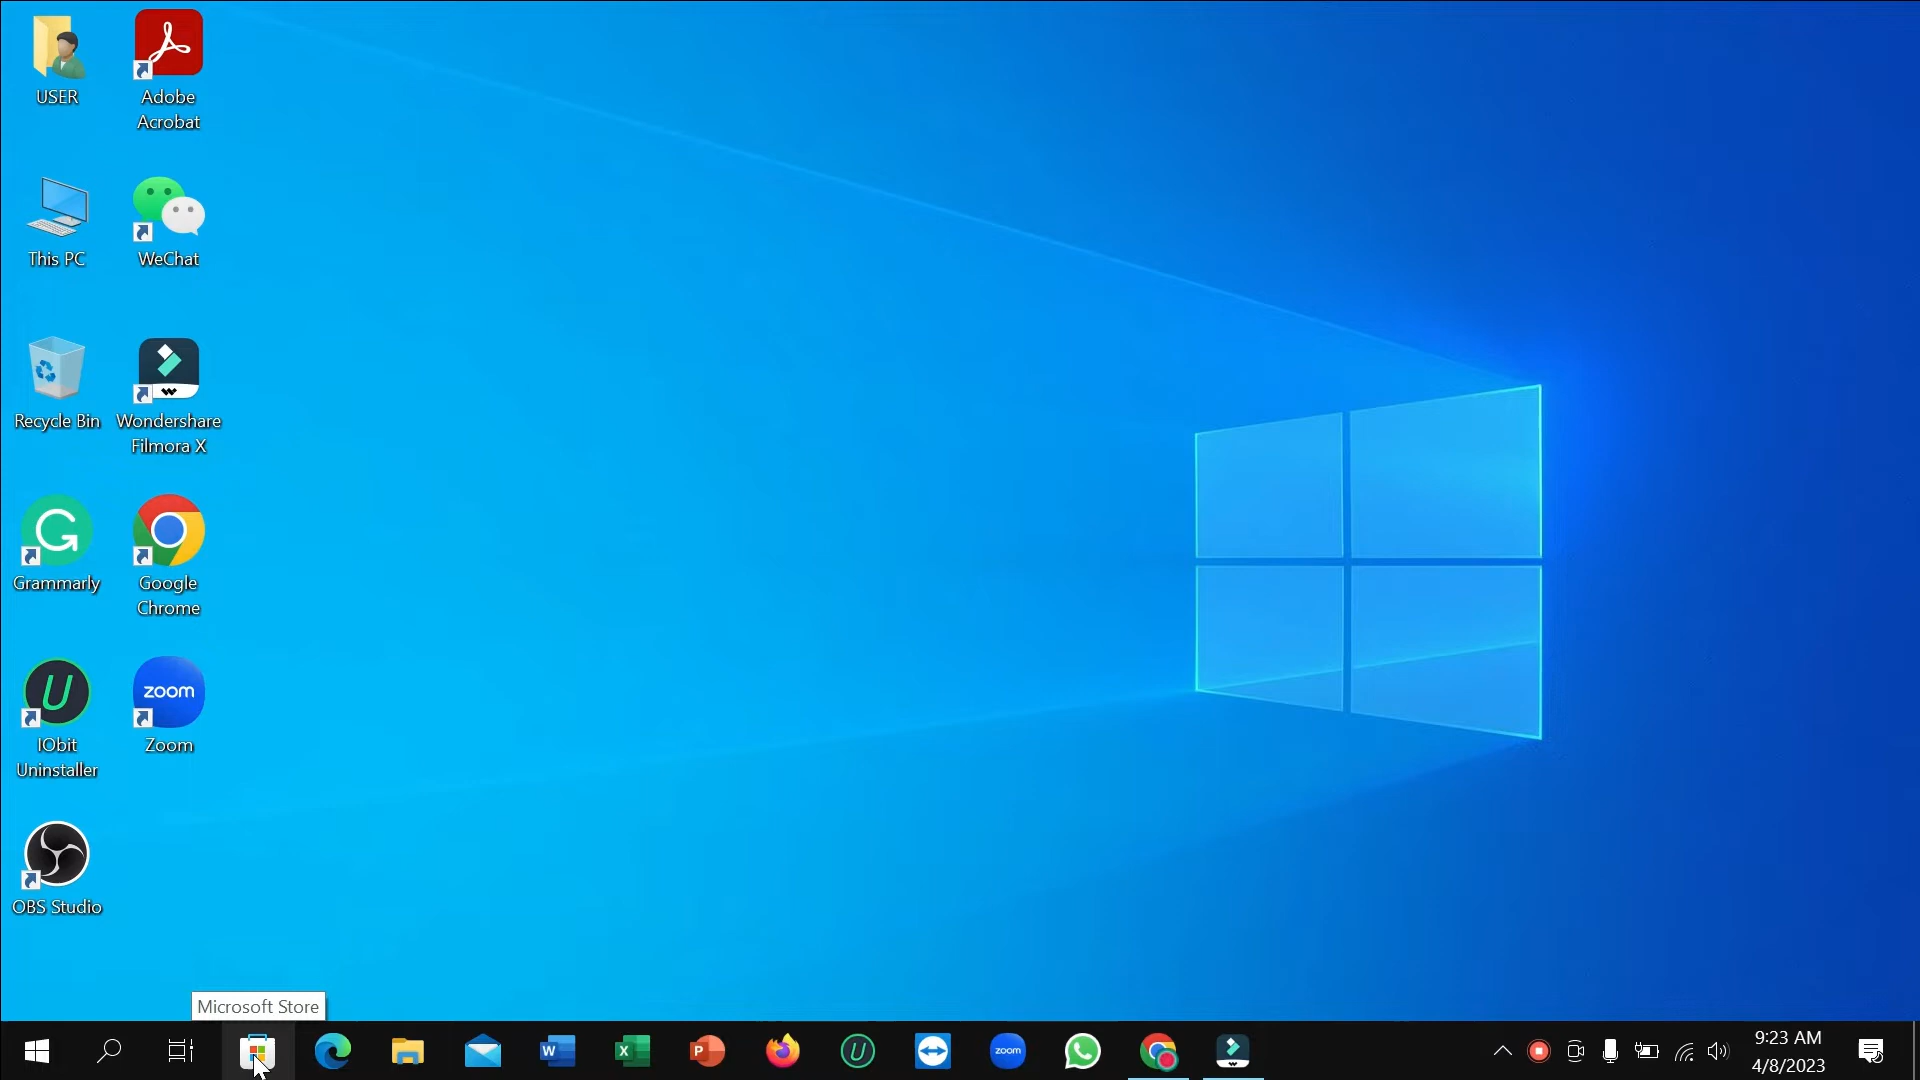 USER
Adobe
Acrobat
This PC
WeChat
Recycle Bin
Wondershare
Filmora X
Grammarly
Google
Chrome
IObit
Uninstaller
zoom
Zoom
OBS Studio
Microsoft Store
zoom
9:23 AM
4/8/2023